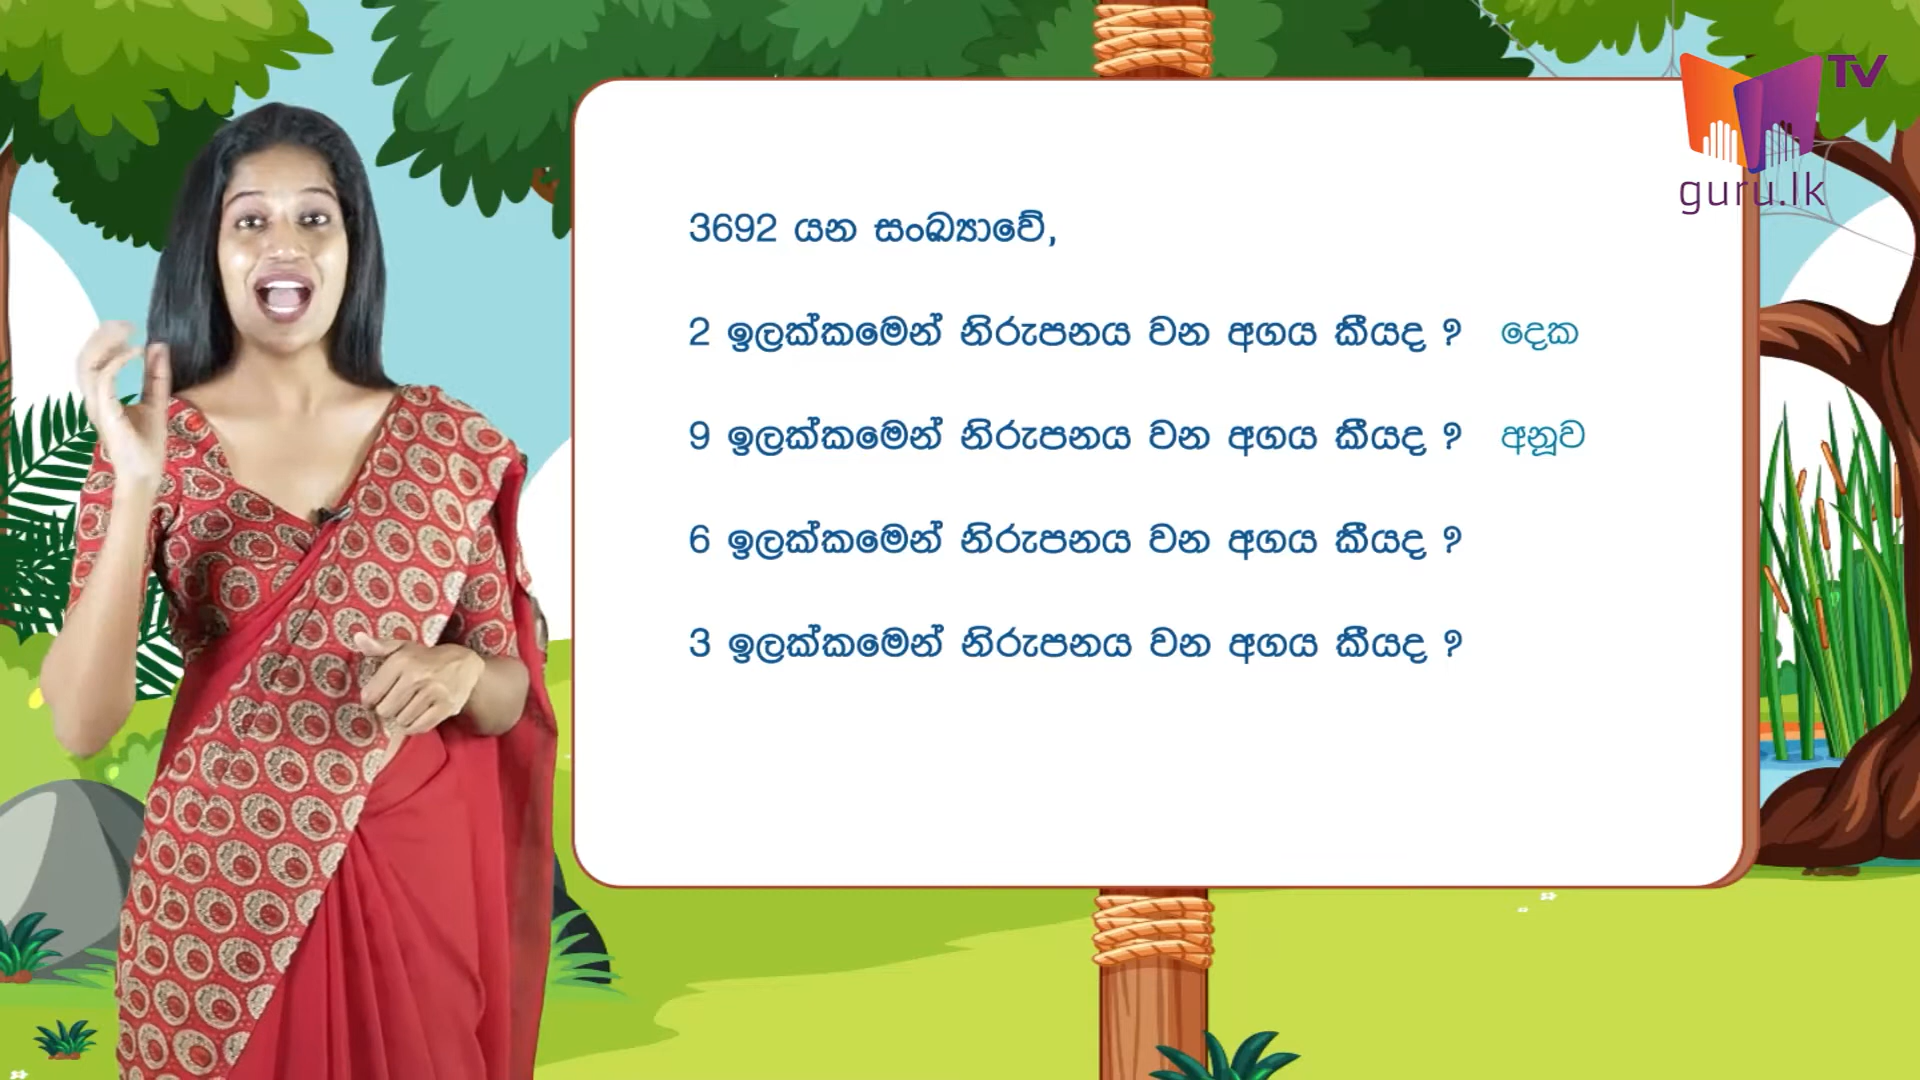 TV
guru.lk
3692 යන සංඛ්‍යාවේ,
2 ඉලක්කමෙන් නිරූපනය වන අගය කීයද ? දෙක
9 ඉලක්කමෙන් නිරූපනය වන අගය කීයද ? අනූව
6 ඉලක්කමෙන් නිරූපනය වන අගය කීයද ?
3 ඉලක්කමෙන් නිරූපනය වන අගය කීයද ?